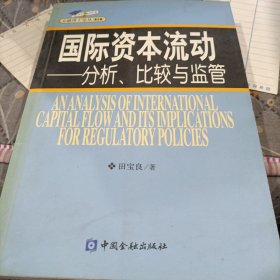 国际资本流动
——分析、比较与监管
AN ANALYSIS OF INTERNATIONAL
CAPITAL FLOW AND ITS IMPLICATIONS
FOR REGULATORY POLICIES
田宝良/著
中国金融出版社